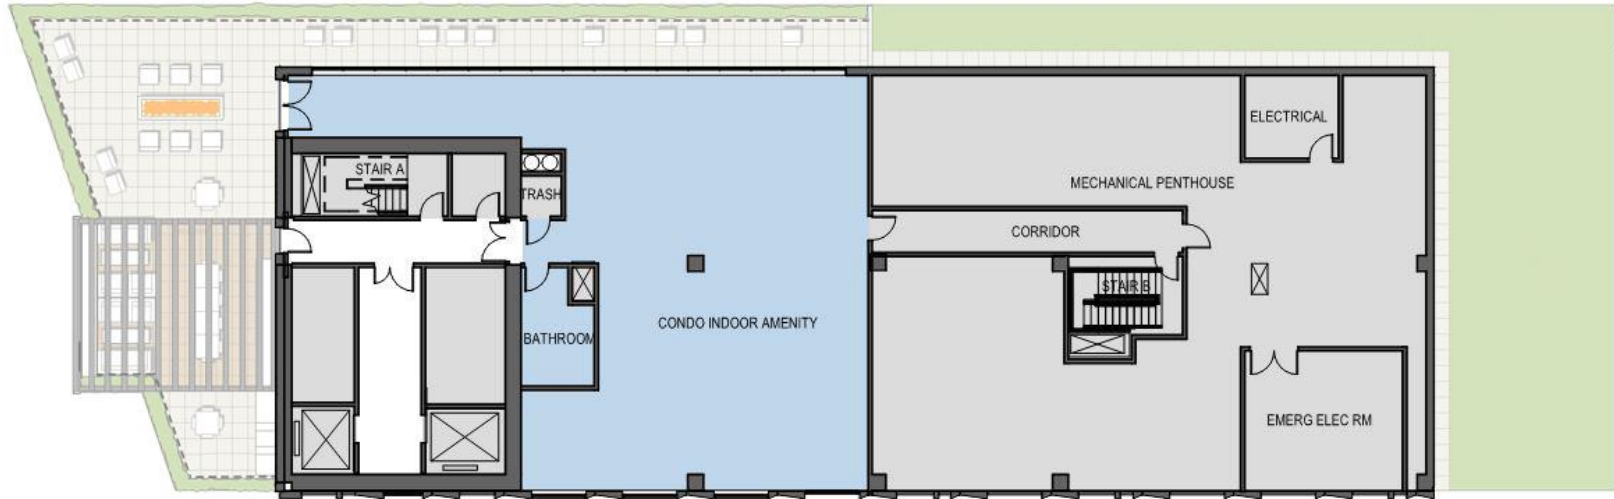 ELECTRICAL
STAIR A
MECHANICAL PENTHOUSE
TRASH
CORRIDOR
STAIR B
CONDO INDOOR AMENITY
BATHROOM
EMERG ELEC RM